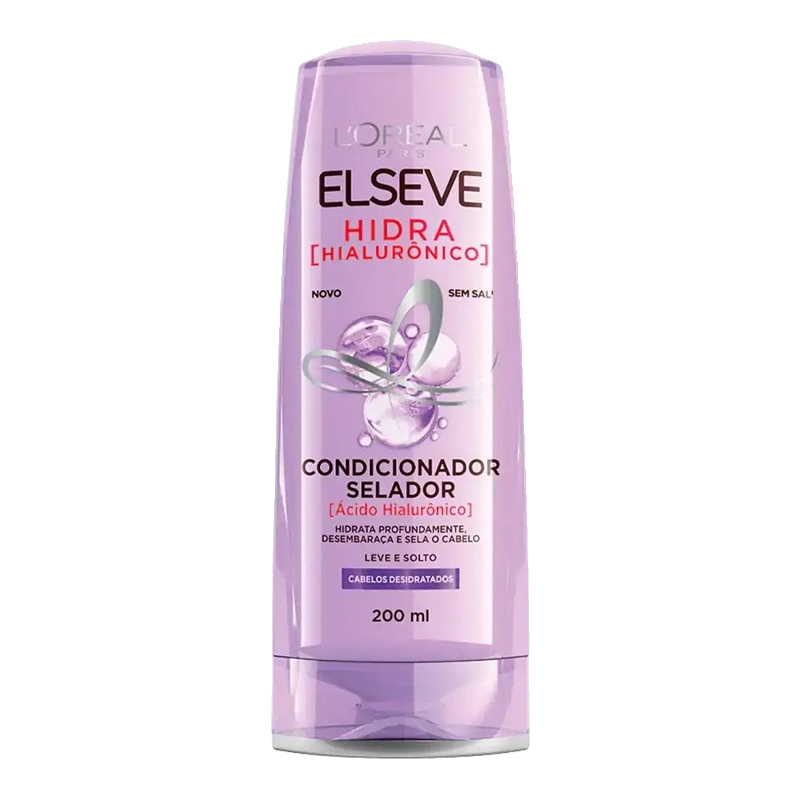 L'ORÉAL
PARIS
ELSEVE
HIDRA
[HIALURÔNICO]
NOVO
SEM SAL¹
CONDICIONADOR
SELADOR
[Ácido Hialurônico]
HIDRATA PROFUNDAMENTE,
DESEMBARAÇA E SELA O CABELO
LEVE E SOLTO
CABELOS DESIDRATADOS
200 ml